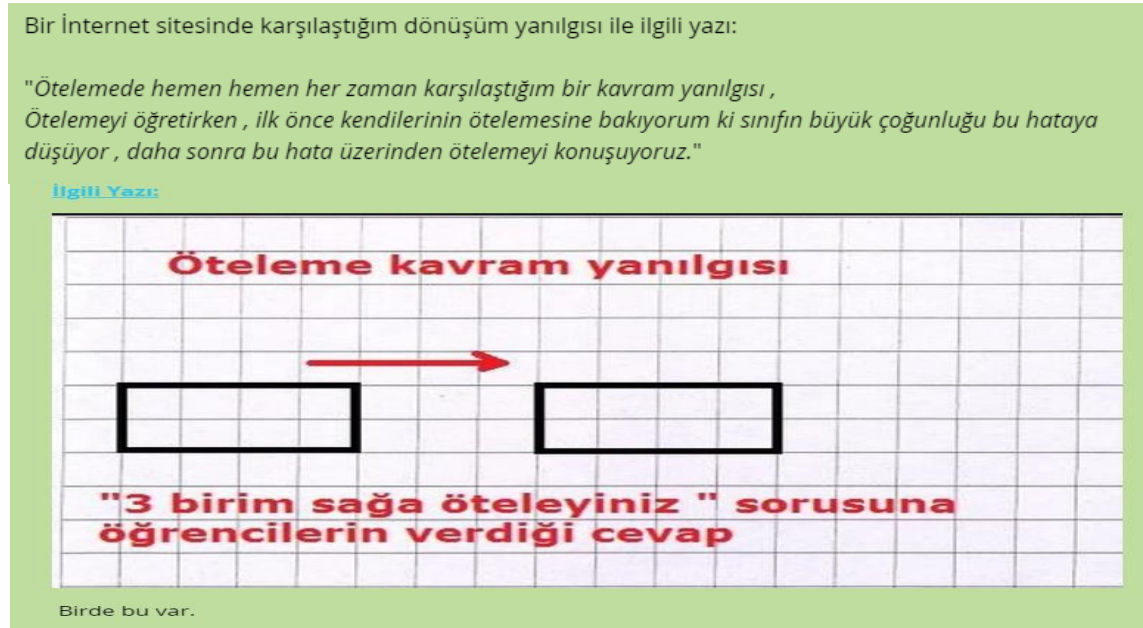 Bir İnternet sitesinde karşılaştığım dönüşüm yanılgısı ile ilgili yazı:
"Ötelemede hemen hemen her zaman karşılaştığım bir kavram yanılgısı ,
Ötelemeyi öğretirken , ilk önce kendilerinin ötelemesine bakıyorum ki sınıfın büyük çoğunluğu bu hataya
düşüyor , daha sonra bu hata üzerinden ötelemeyi konuşuyoruz."
İlgili Yazı:
Öteleme kavram yanılgısı
"3 birim sağa öteleyiniz " sorusuna
öğrencilerin verdiği cevap
Birde bu var.